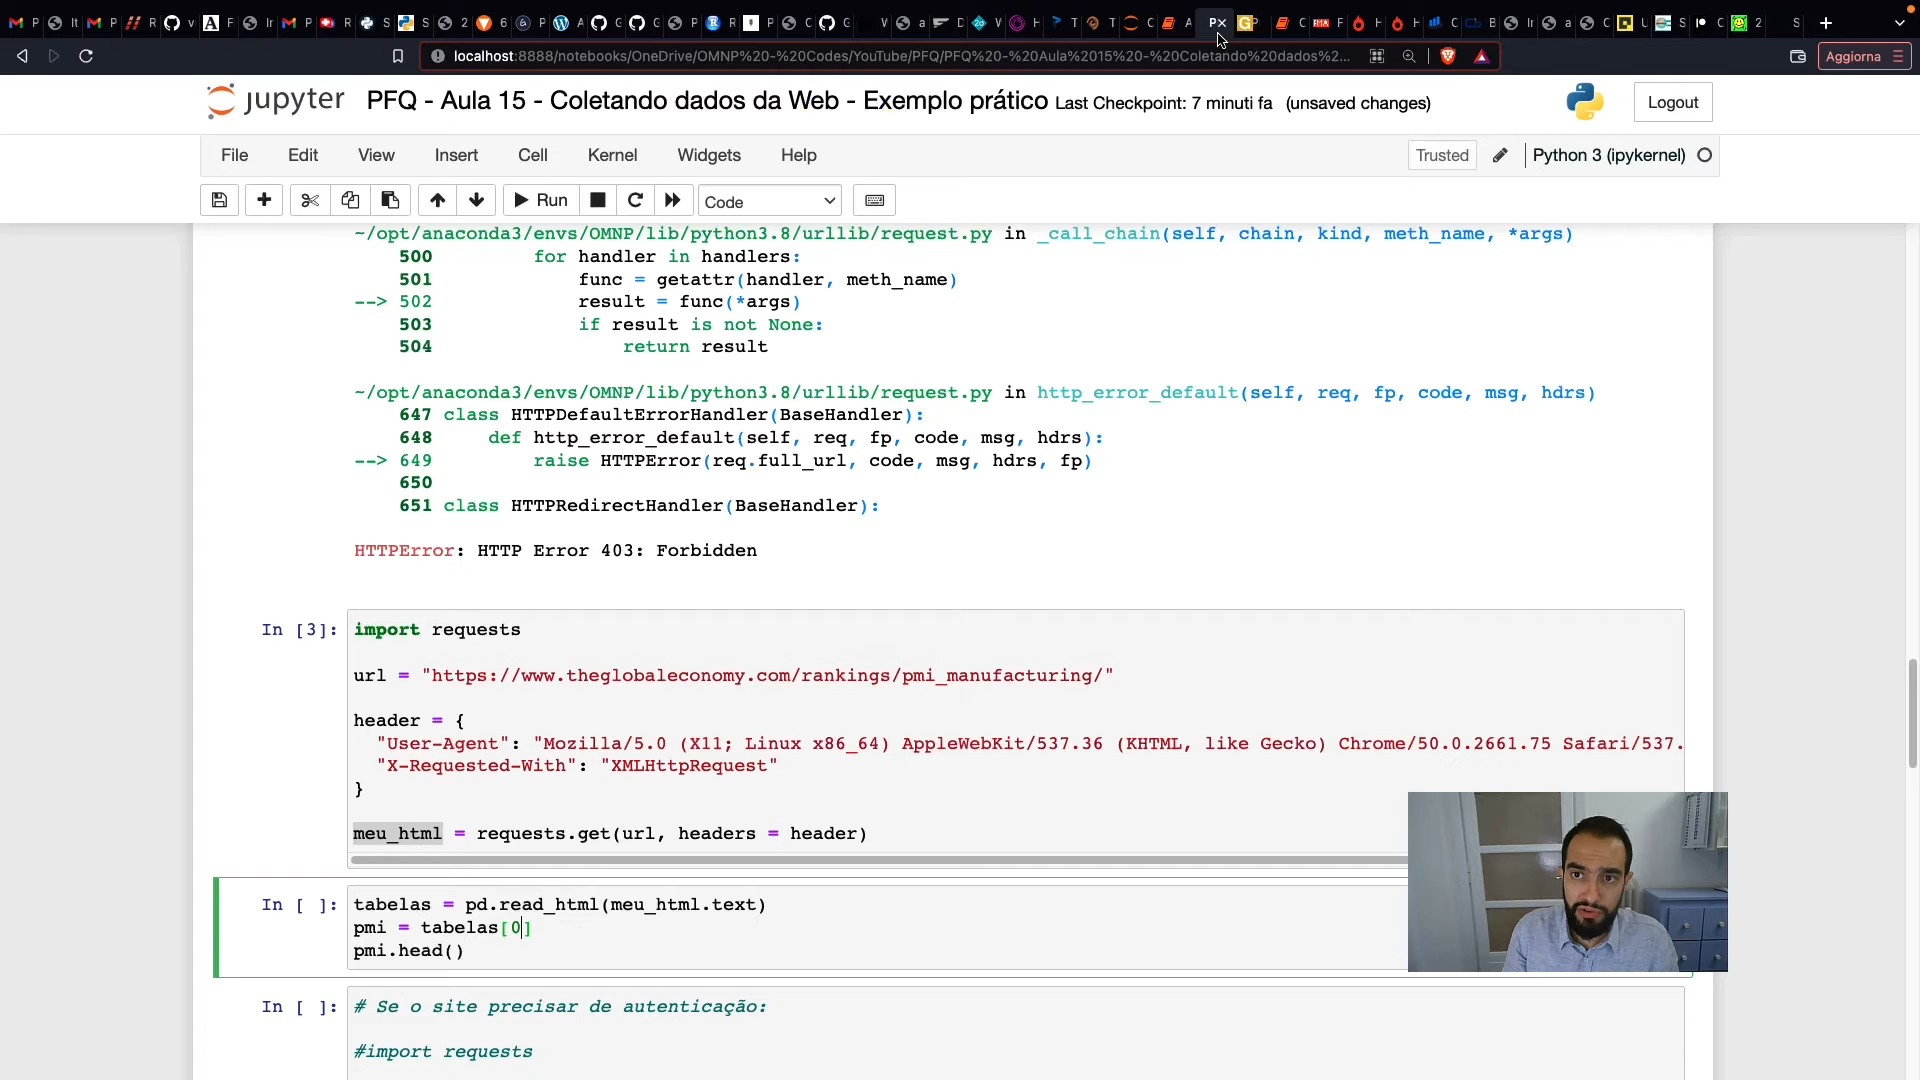 localhost:8888/notebooks/OneDrive/OMNP%20-%20Codes/YouTube/PFQ/PFQ%20-%20Aula%2015%20-%20Coletando%20dados%2...
Aggiorna
jupyter PFQ - Aula 15 - Coletando dados da Web - Exemplo prático Last Checkpoint: 7 minuti fa (unsaved changes)
Logout
File Edit View Insert Cell Kernel Widgets Help
Trusted Python 3 (ipykernel)
Run Code
~/opt/anaconda3/envs/OMNP/lib/python3.8/urllib/request.py in _call_chain(self, chain, kind, meth_name, *args)
500 for handler in handlers:
501 func = getattr(handler, meth_name)
--> 502 result = func(*args)
503 if result is not None:
504 return result
~/opt/anaconda3/envs/OMNP/lib/python3.8/urllib/request.py in http_error_default(self, req, fp, code, msg, hdrs)
647 class HTTPDefaultErrorHandler(BaseHandler):
648 def http_error_default(self, req, fp, code, msg, hdrs):
--> 649 raise HTTPError(req.full_url, code, msg, hdrs, fp)
650
651 class HTTPRedirectHandler(BaseHandler):
HTTPError: HTTP Error 403: Forbidden
In [3]: import requests
url = "https://www.theglobaleconomy.com/rankings/pmi_manufacturing/"
header = {
"User-Agent": "Mozilla/5.0 (X11; Linux x86_64) AppleWebKit/537.36 (KHTML, like Gecko) Chrome/50.0.2661.75 Safari/537.
"X-Requested-With": "XMLHttpRequest"
}
meu_html = requests.get(url, headers = header)
In [ ]: tabelas = pd.read_html(meu_html.text)
pmi = tabelas[0]
pmi.head()
In [ ]: # Se o site precisar de autenticação:
#import requests